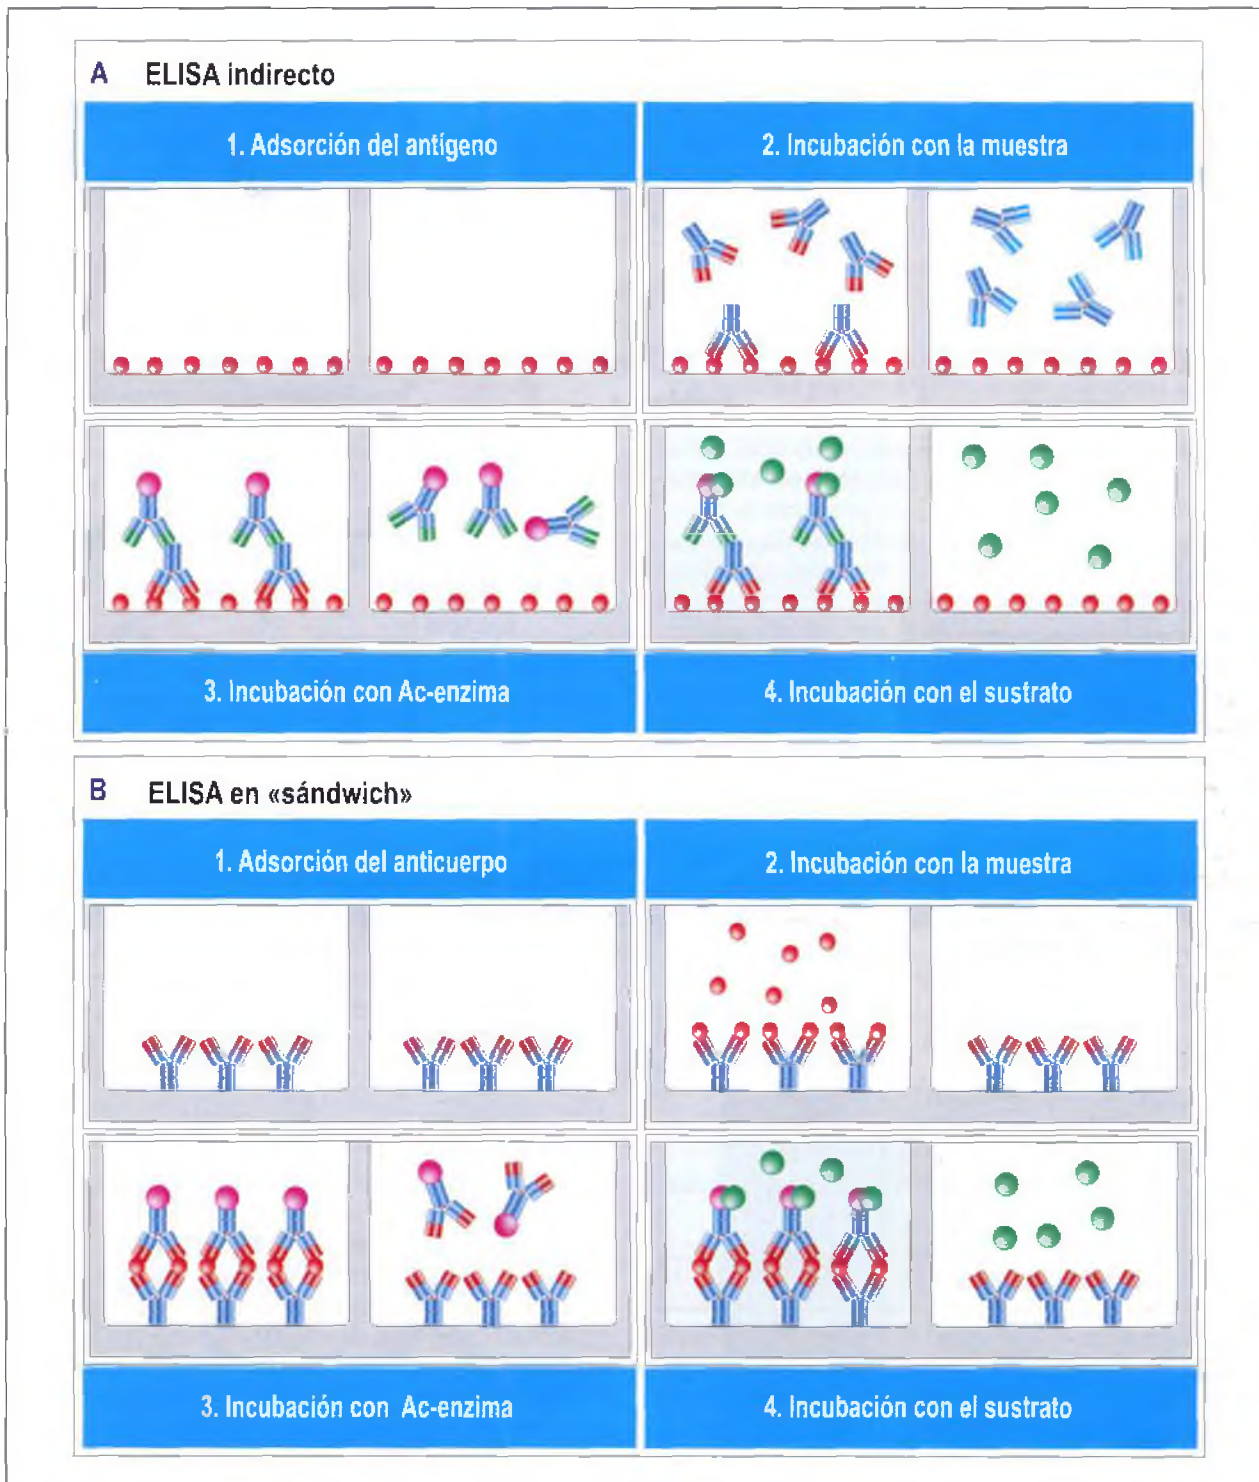 A ELISA indirecto
1. Adsorción del antígeno
2. Incubación con la muestra
3. Incubación con Ac-enzima
4. Incubación con el sustrato
B ELISA en «sándwich»
1. Adsorción del anticuerpo
2. Incubación con la muestra
3. Incubación con Ac-enzima
4. Incubación con el sustrato